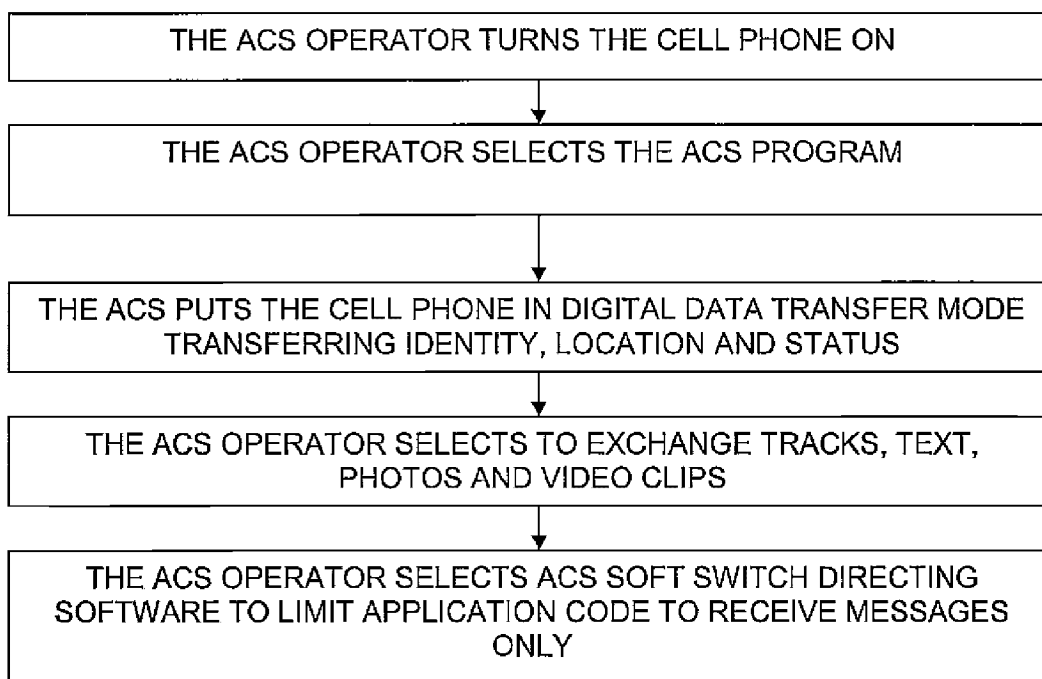 THE ACS OPERATOR TURNS THE CELL PHONE ON
THE ACS OPERATOR SELECTS THE ACS PROGRAM
THE ACS PUTS THE CELL PHONE IN DIGITAL DATA TRANSFER MODE
TRANSFERRING IDENTITY, LOCATION AND STATUS
THE ACS OPERATOR SELECTS TO EXCHANGE TRACKS, TEXT,
PHOTOS AND VIDEO CLIPS
THE ACS OPERATOR SELECTS ACS SOFT SWITCH DIRECTING
SOFTWARE TO LIMIT APPLICATION CODE TO RECEIVE MESSAGES
ONLY